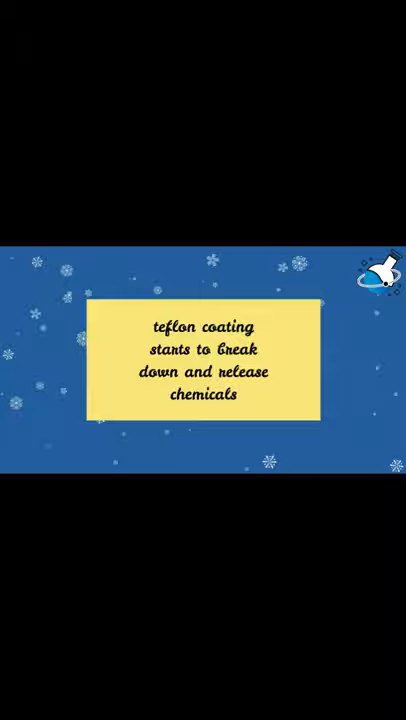 teflon coating
starts to break
down and release
chemicals